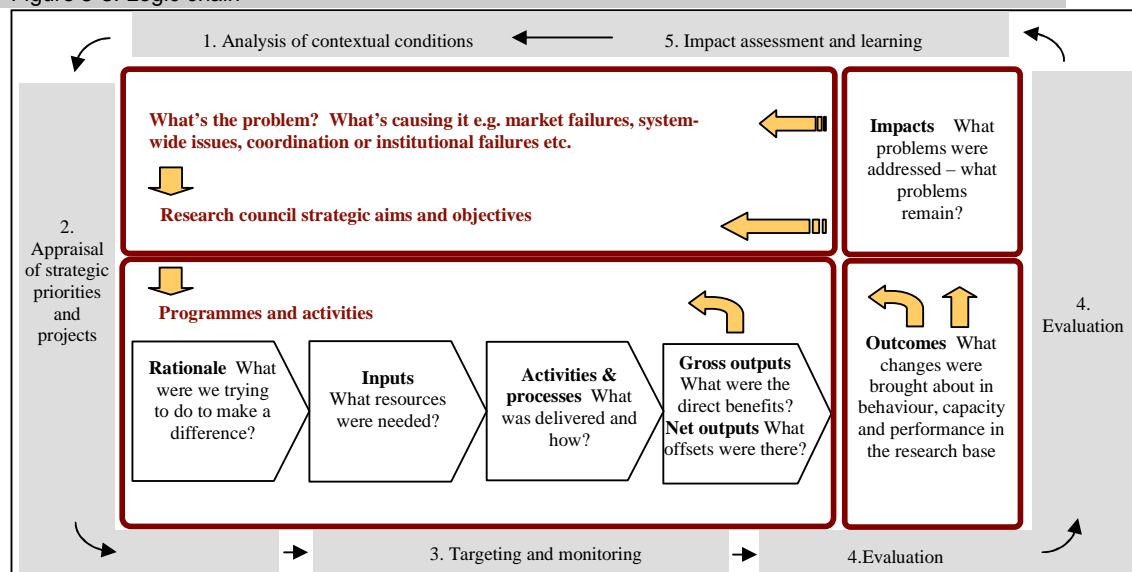 1. Analysis of contextual conditions
5. Impact assessment and learning
What's the problem? What's causing it e.g. market failures, system-
wide issues, coordination or institutional failures etc.
Research council strategic aims and objectives
Impacts What
problems were
addressed – what
problems
remain?
2.
Appraisal
of strategic
priorities
and
projects
4.
Evaluation
Programmes and activities
Rationale What
were we trying
to do to make a
difference?
Inputs
What resources
were needed?
Activities &
processes What
was delivered and
how?
Gross outputs
What were the
direct benefits?
Net outputs What
offsets were there?
Outcomes What
changes were
brought about in
behaviour, capacity
and performance in
the research base
3. Targeting and monitoring
4.Evaluation